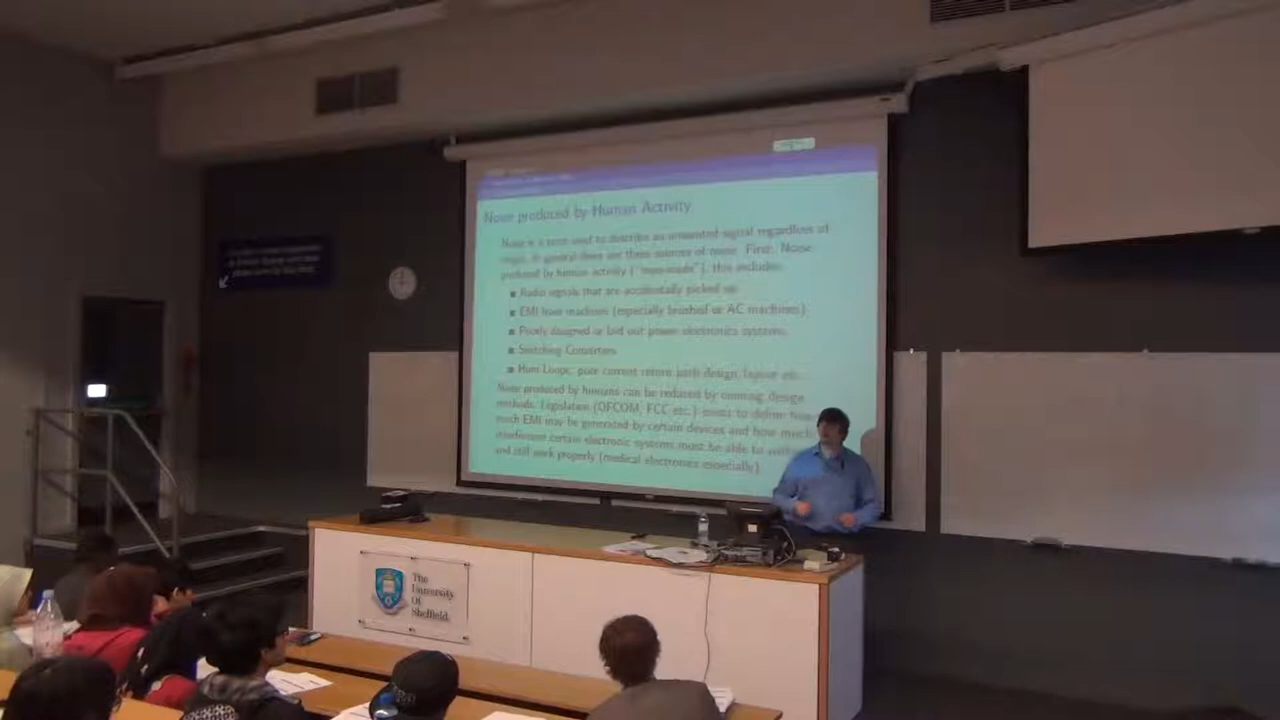 Noise produced by Human Activity
Noise is a term used to describe an unwanted signal regardless of
origin. In general there are three sources of noise. First: Noise
produced by human activity ("man-made"), this includes:
Radio signals that are accidentally picked up
EMI from machines (especially brushed or AC machines)
Poorly designed or laid out power electronics systems
Switching Converters
Hum Loops, poor current return path design, layout etc.
Noise produced by humans can be reduced by cunning design
methods. Legislation (OFCOM, FCC etc.) exists to define how
much EMI may be generated by certain devices and how much
interference certain electronic systems must be able to
and still work properly (medical electronics especially)
The
University
Of
Sheffield.